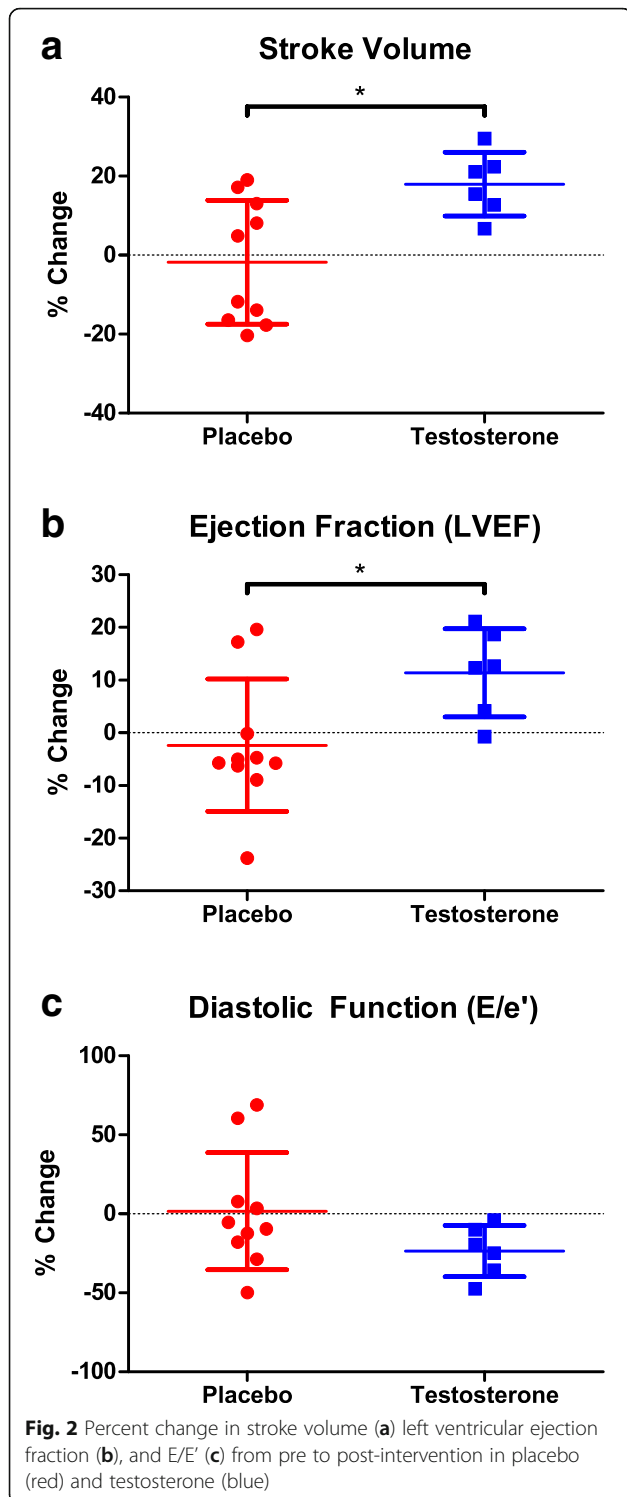 a
Stroke Volume
*
40
20
0
-20
-40
% Change
Placebo Testosterone
b
Ejection Fraction (LVEF)
*
30
20
10
0
-10
-20
-30
% Change
Placebo Testosterone
c
Diastolic Function (E/e')
100
50
0
-50
-100
% Change
Placebo Testosterone
Fig. 2 Percent change in stroke volume (a) left ventricular ejection
fraction (b), and E/E' (c) from pre to post-intervention in placebo
(red) and testosterone (blue)